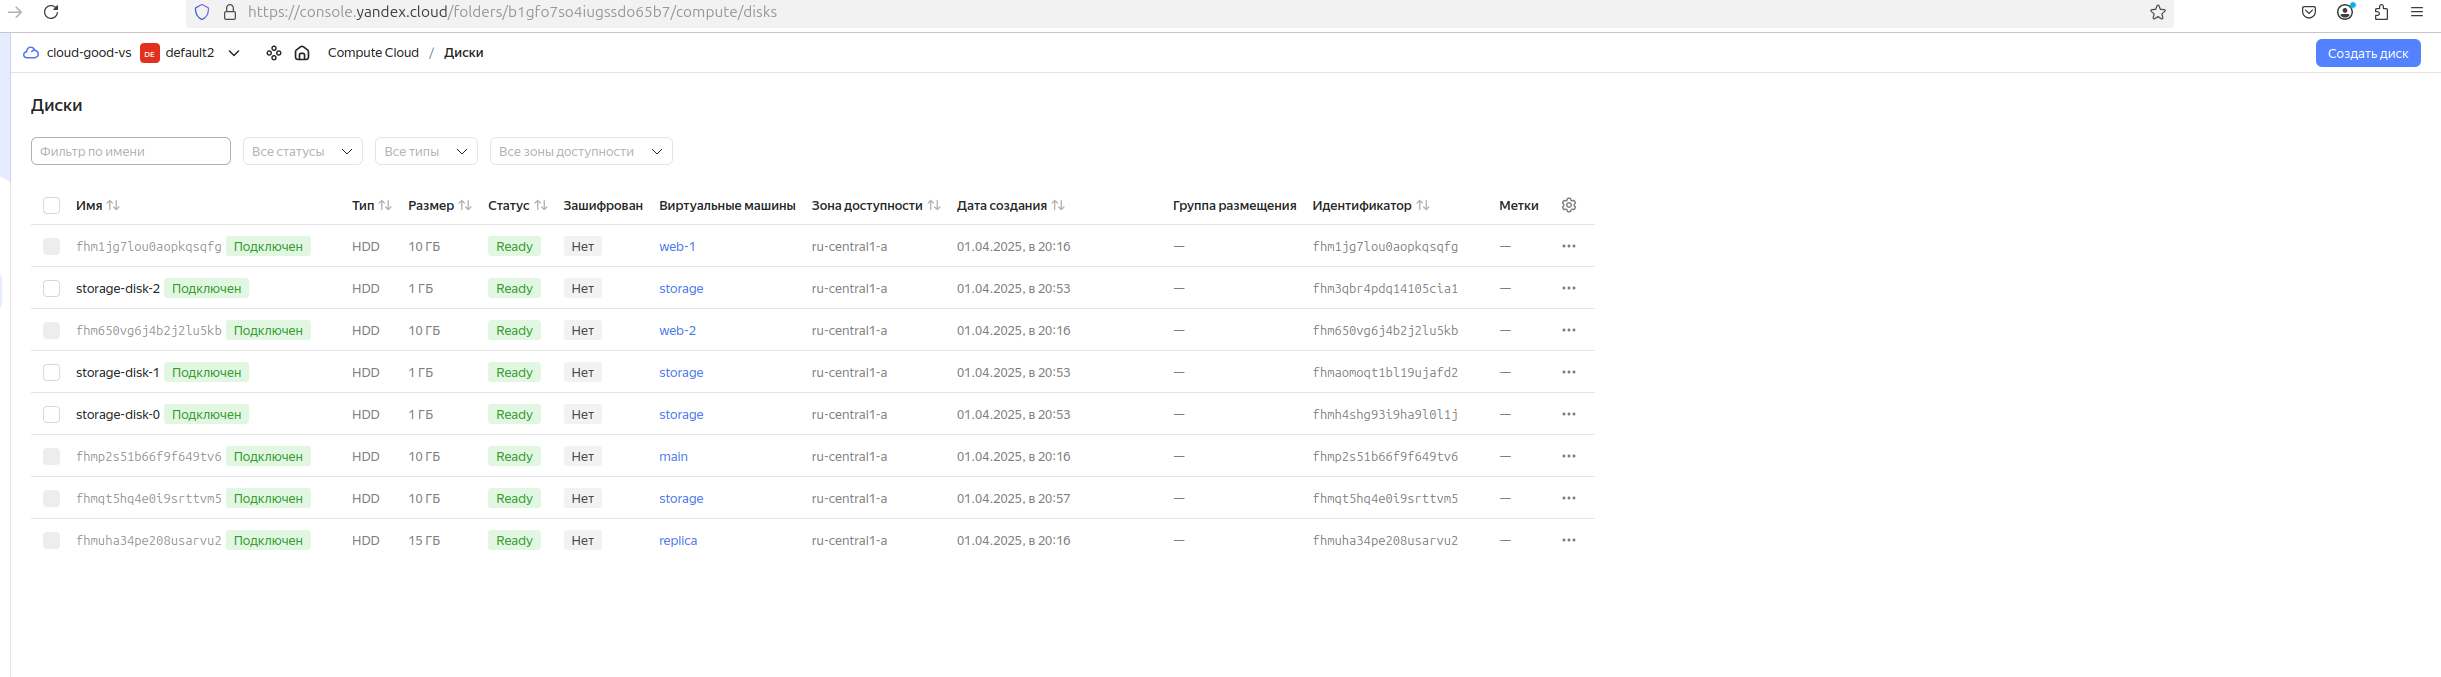 https://console.yandex.cloud/folders/b1gfo7so4iugssdo65b7/compute/disks
cloud-good-vs DE default2 Compute Cloud / Диски Создать диск
Диски
Фильтр по имени Все статусы Все типы Все зоны доступности
Имя Тип Размер Статус Зашифрован Виртуальные машины Зона доступности Дата создания Группа размещения Идентификатор Метки
fhm1jg7lou0aopkqsqfg Подключен HDD 10 ГБ Ready Нет web-1 ru-central1-a 01.04.2025, в 20:16 — fhm1jg7lou0aopkqsqfg —
storage-disk-2 Подключен HDD 1 ГБ Ready Нет storage ru-central1-a 01.04.2025, в 20:53 — fhm3qbr4pdq14105cia1 —
fhm650vg6j4b2j2lu5kb Подключен HDD 10 ГБ Ready Нет web-2 ru-central1-a 01.04.2025, в 20:16 — fhm650vg6j4b2j2lu5kb —
storage-disk-1 Подключен HDD 1 ГБ Ready Нет storage ru-central1-a 01.04.2025, в 20:53 — fhmaomoqt1bl19ujafd2 —
storage-disk-0 Подключен HDD 1 ГБ Ready Нет storage ru-central1-a 01.04.2025, в 20:53 — fhmh4shg93i9ha9l0l1j —
fhmp2s51b66f9f649tv6 Подключен HDD 10 ГБ Ready Нет main ru-central1-a 01.04.2025, в 20:16 — fhmp2s51b66f9f649tv6 —
fhmqt5hq4e0i9srttvm5 Подключен HDD 10 ГБ Ready Нет storage ru-central1-a 01.04.2025, в 20:57 — fhmqt5hq4e0i9srttvm5 —
fhmuha34pe208usarvu2 Подключен HDD 15 ГБ Ready Нет replica ru-central1-a 01.04.2025, в 20:16 — fhmuha34pe208usarvu2 —